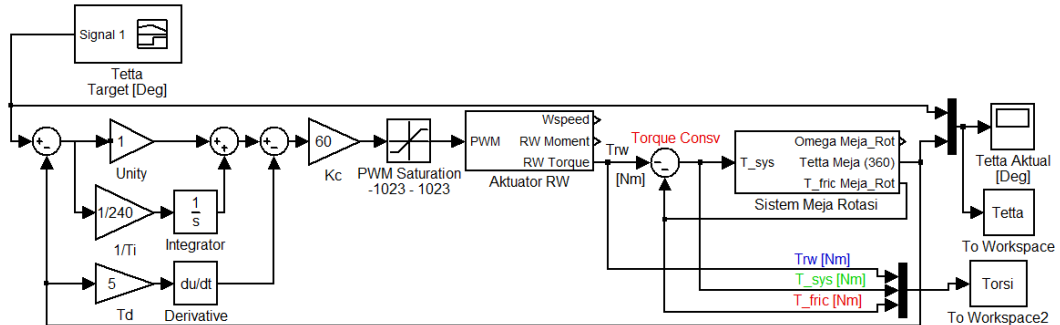 Signal 1
Tetta
Target [Deg]
+
-
1
Unity
+
+
+
-
60
Kc
PWM Saturation
-1023 - 1023
PWM
Wspeed
RW Moment
RW Torque
Aktuator RW
Trw
[Nm]
Torque Consv
-
-
T_sys
Omega Meja_Rot
Tetta Meja (360)
T_fric Meja_Rot
Sistem Meja Rotasi
Tetta Aktual
[Deg]
Tetta
To Workspace
1/240
1/Ti
1
s
Integrator
5
Td
du/dt
Derivative
Trw [Nm]
T_sys [Nm]
T_fric [Nm]
Torsi
To Workspace2